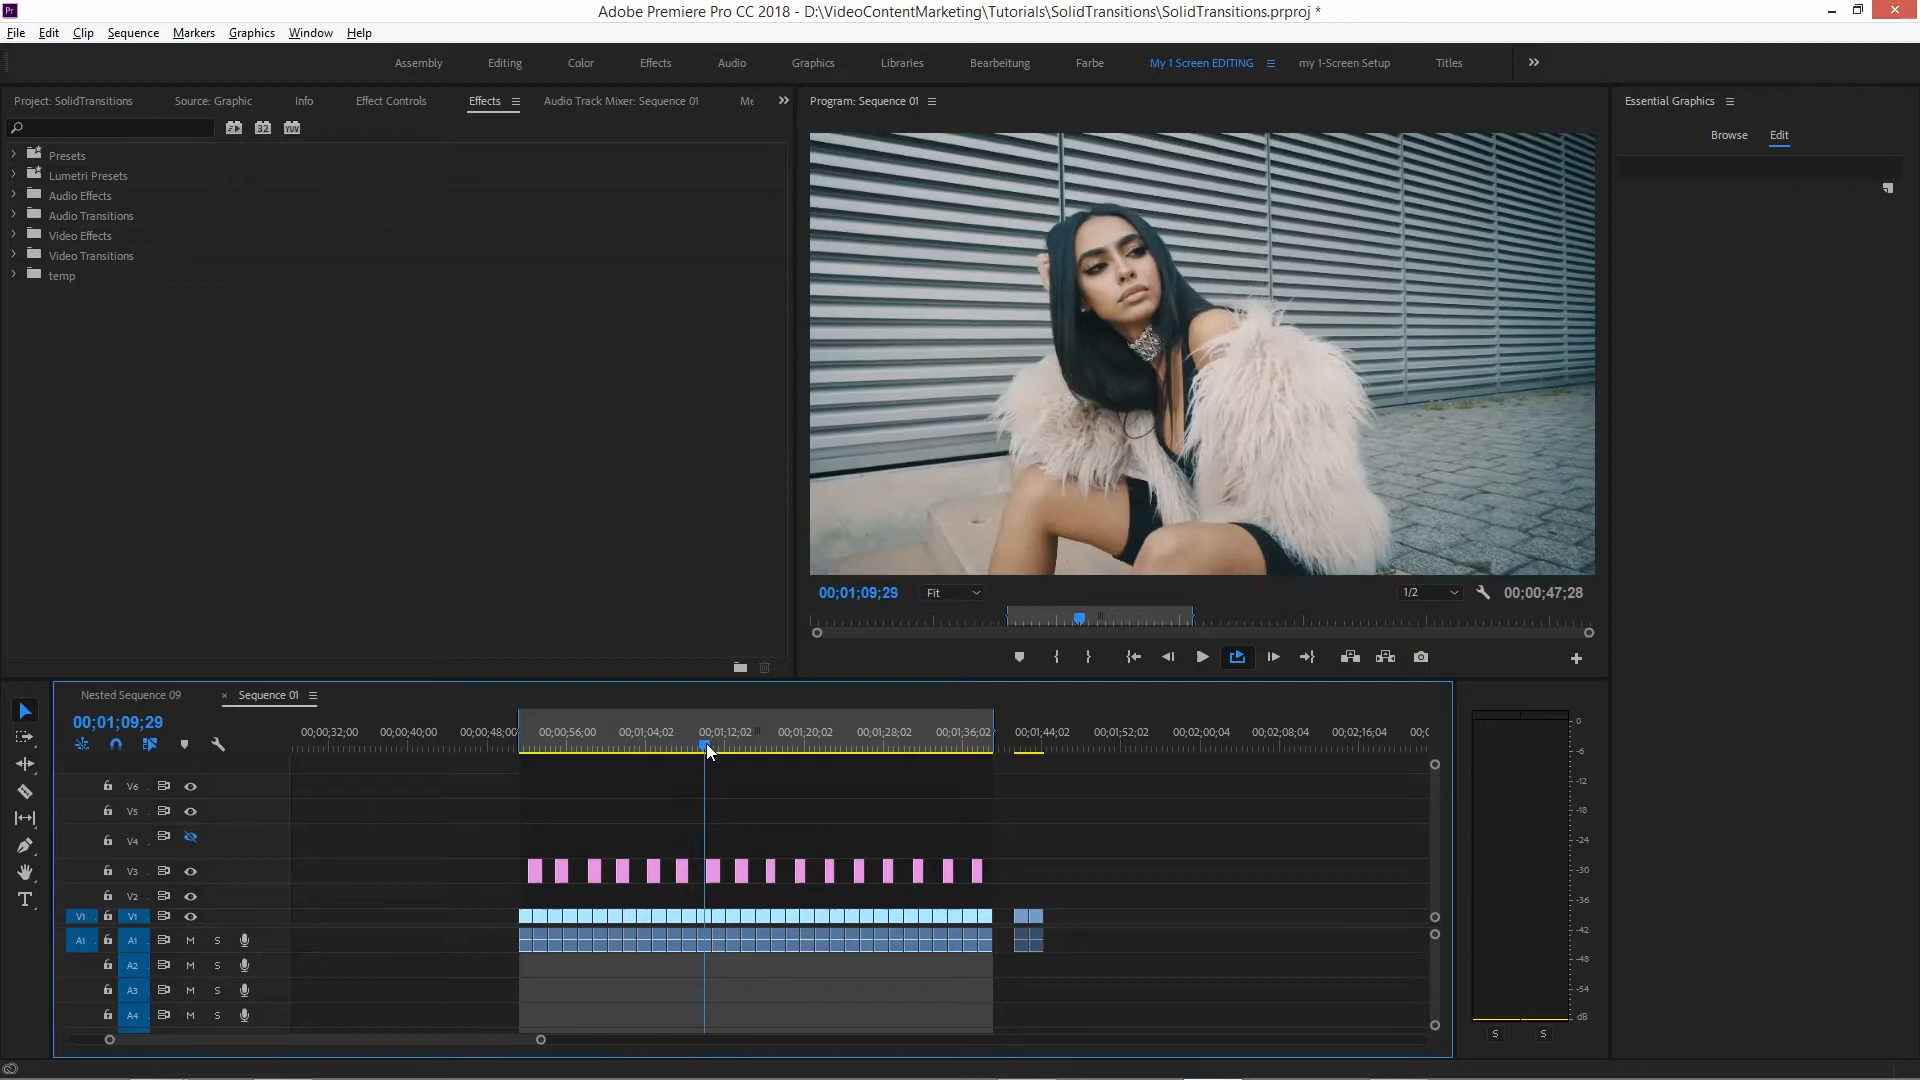 Pr
Adobe Premiere Pro CC 2018 - D:\VideoContentMarketing\Tutorials\SolidTransitions\SolidTransitions.prproj *
File Edit Clip Sequence Markers Graphics Window Help
Assembly Editing Color Effects Audio Graphics Libraries Bearbeitung Farbe My 1 Screen EDITING my 1-Screen Setup Titles
Project: SolidTransitions Source: Graphic Info Effect Controls Effects Audio Track Mixer: Sequence 01 Me
Program: Sequence 01
Essential Graphics
32 YUV
Browse Edit
Presets
Lumetri Presets
Audio Effects
Audio Transitions
Video Effects
Video Transitions
temp
00;01;09;29 Fit 1/2 00;00;47;28
Nested Sequence 09 × Sequence 01
00;01;09;29
00;00;32;00 00;00;40;00 00;00;48;00 00;00;56;00 00;01;04;02 00;01;12;02 00;01;20;02 00;01;28;02 00;01;36;02 00;01;44;02 00;01;52;02 00;02;00;04 00;02;08;04 00;02;16;04 00;0
V6
V5
V4
V3
V2
V1 V1
A1 A1 M S
A2 M S
A3 M S
A4 M S
0
-6
-12
-18
-24
-30
-36
-42
-48
-54
dB
S S